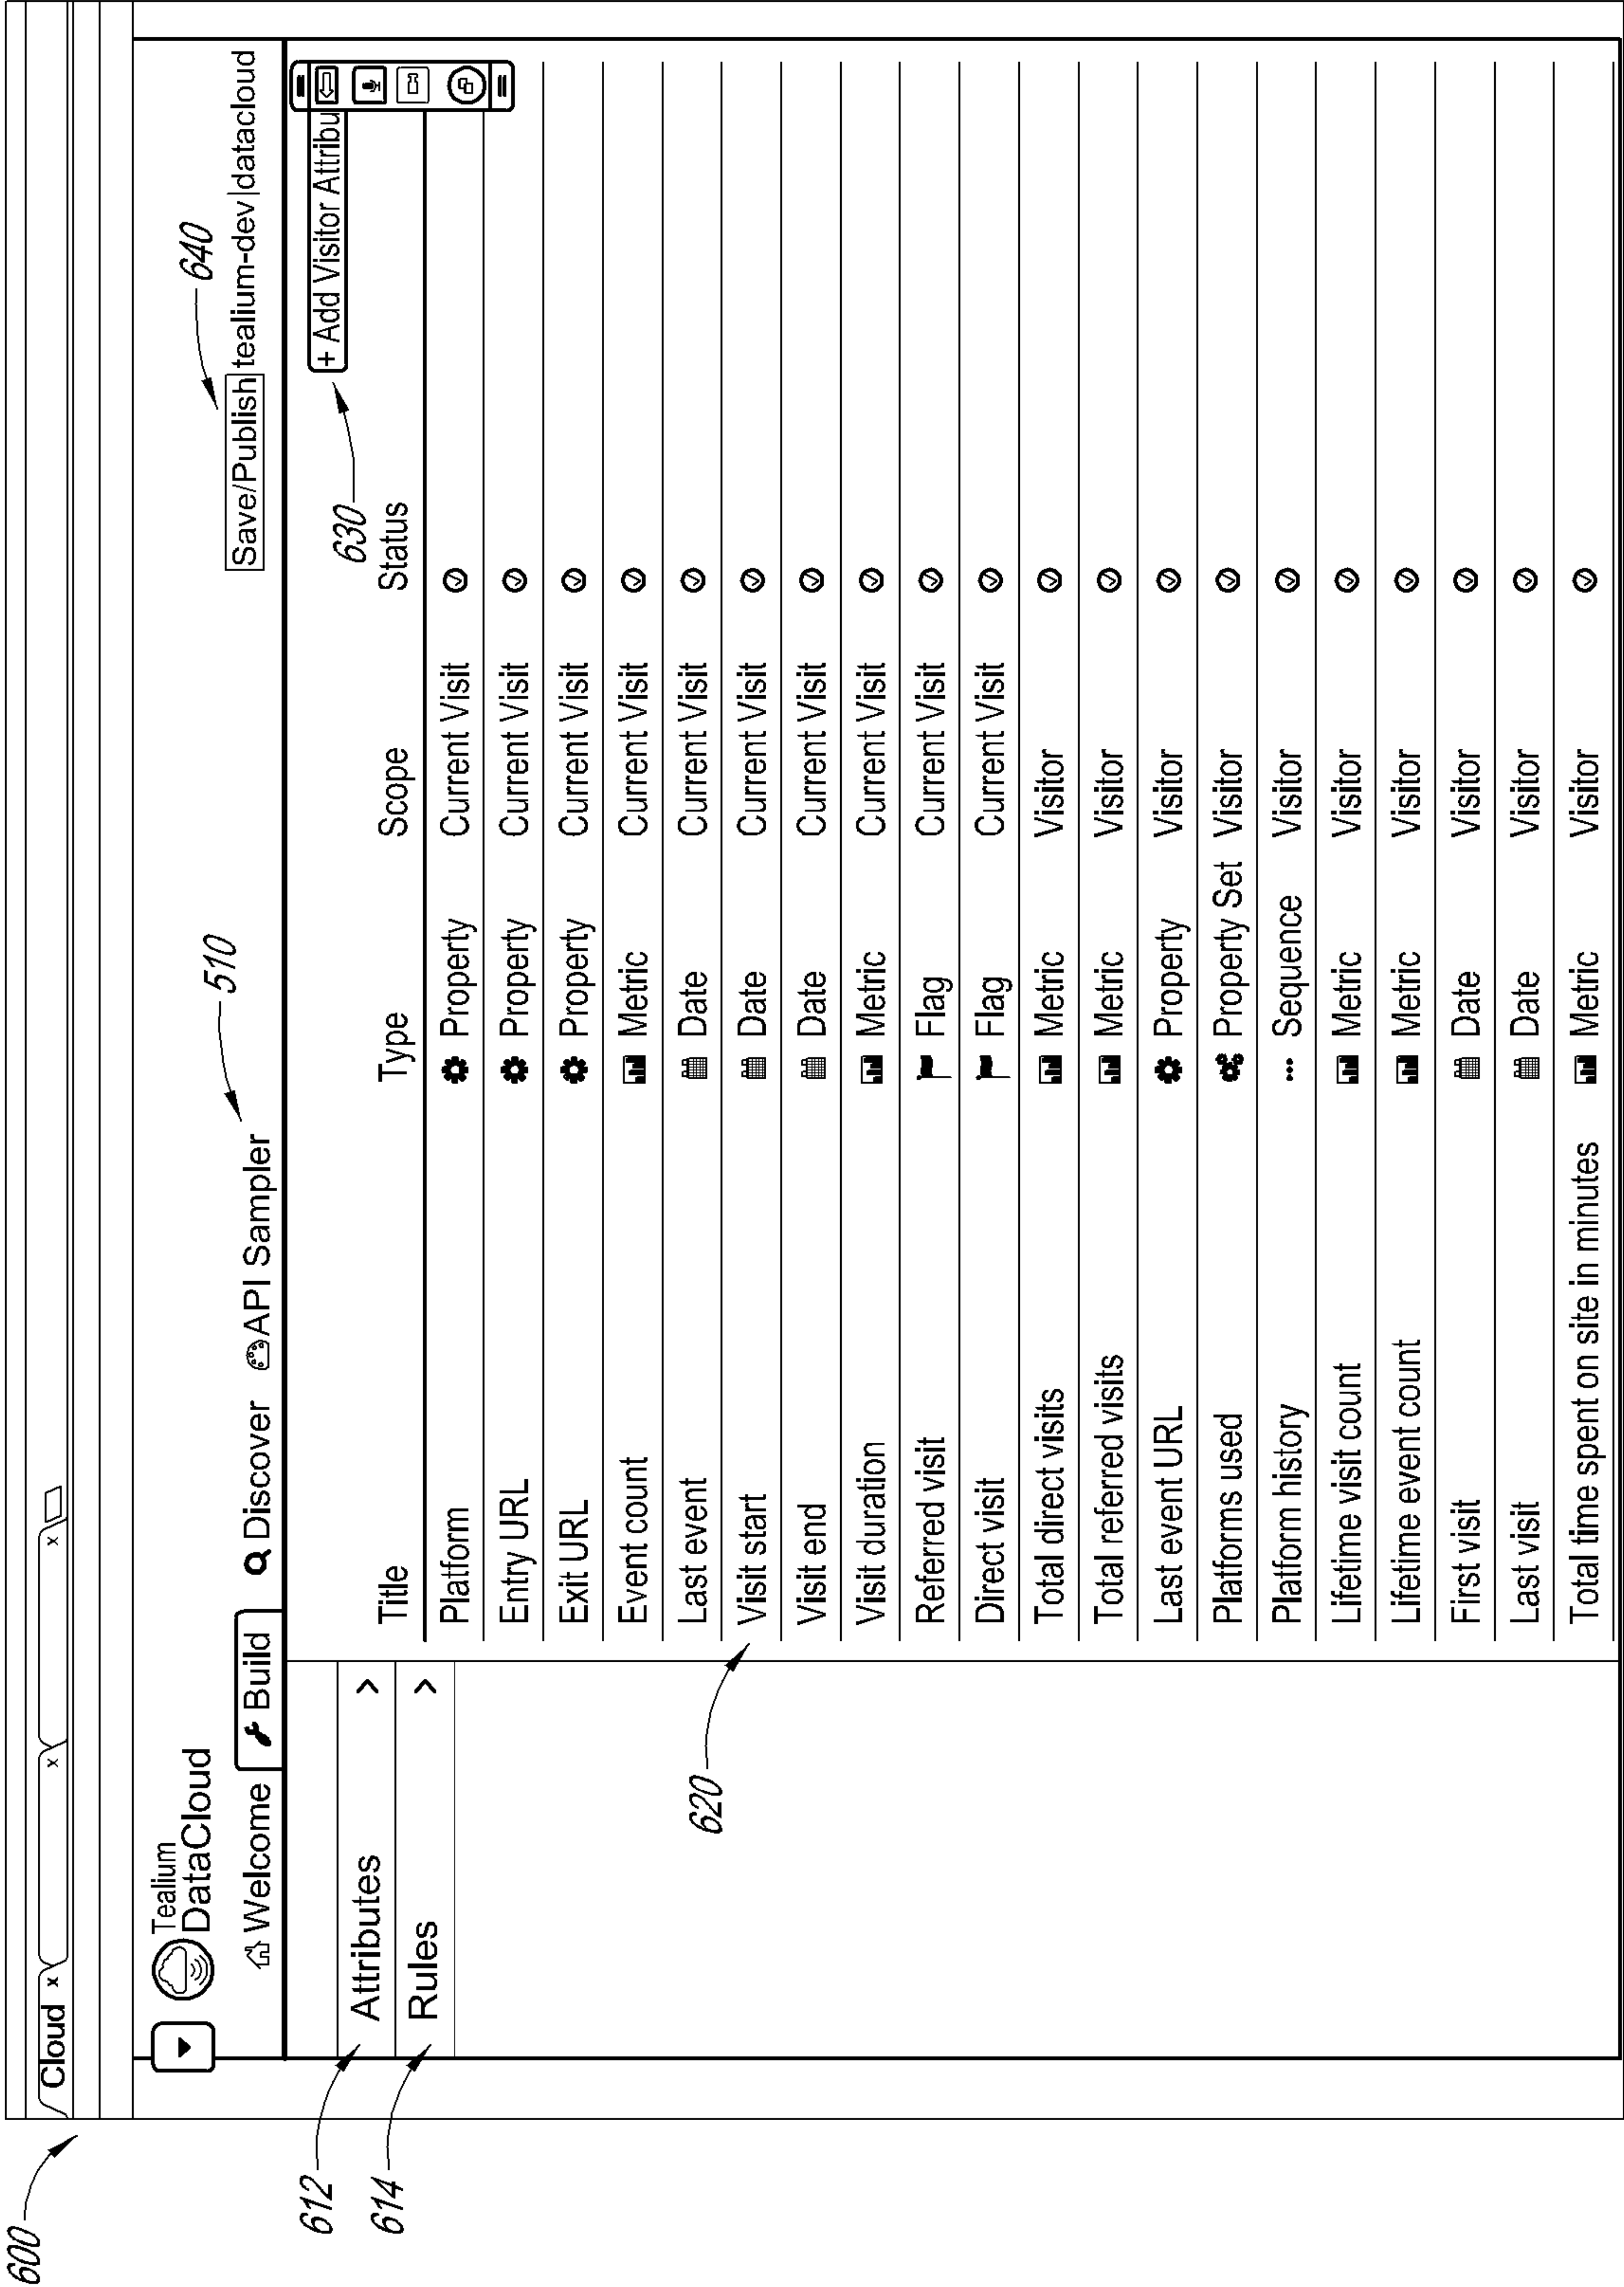 600
Cloud x
x
x
Tealium
DataCloud
640
Save/Publish tealium-dev|datacloud
510
Welcome Build Discover API Sampler
630
+ Add Visitor Attribu
612
Attributes >
614
Rules >
620
Title Type Scope Status
Platform Property Current Visit
Entry URL Property Current Visit
Exit URL Property Current Visit
Event count Metric Current Visit
Last event Date Current Visit
Visit start Date Current Visit
Visit end Date Current Visit
Visit duration Metric Current Visit
Referred visit Flag Current Visit
Direct visit Flag Current Visit
Total direct visits Metric Visitor
Total referred visits Metric Visitor
Last event URL Property Visitor
Platforms used Property Set Visitor
Platform history Sequence Visitor
Lifetime visit count Metric Visitor
Lifetime event count Metric Visitor
First visit Date Visitor
Last visit Date Visitor
Total time spent on site in minutes Metric Visitor